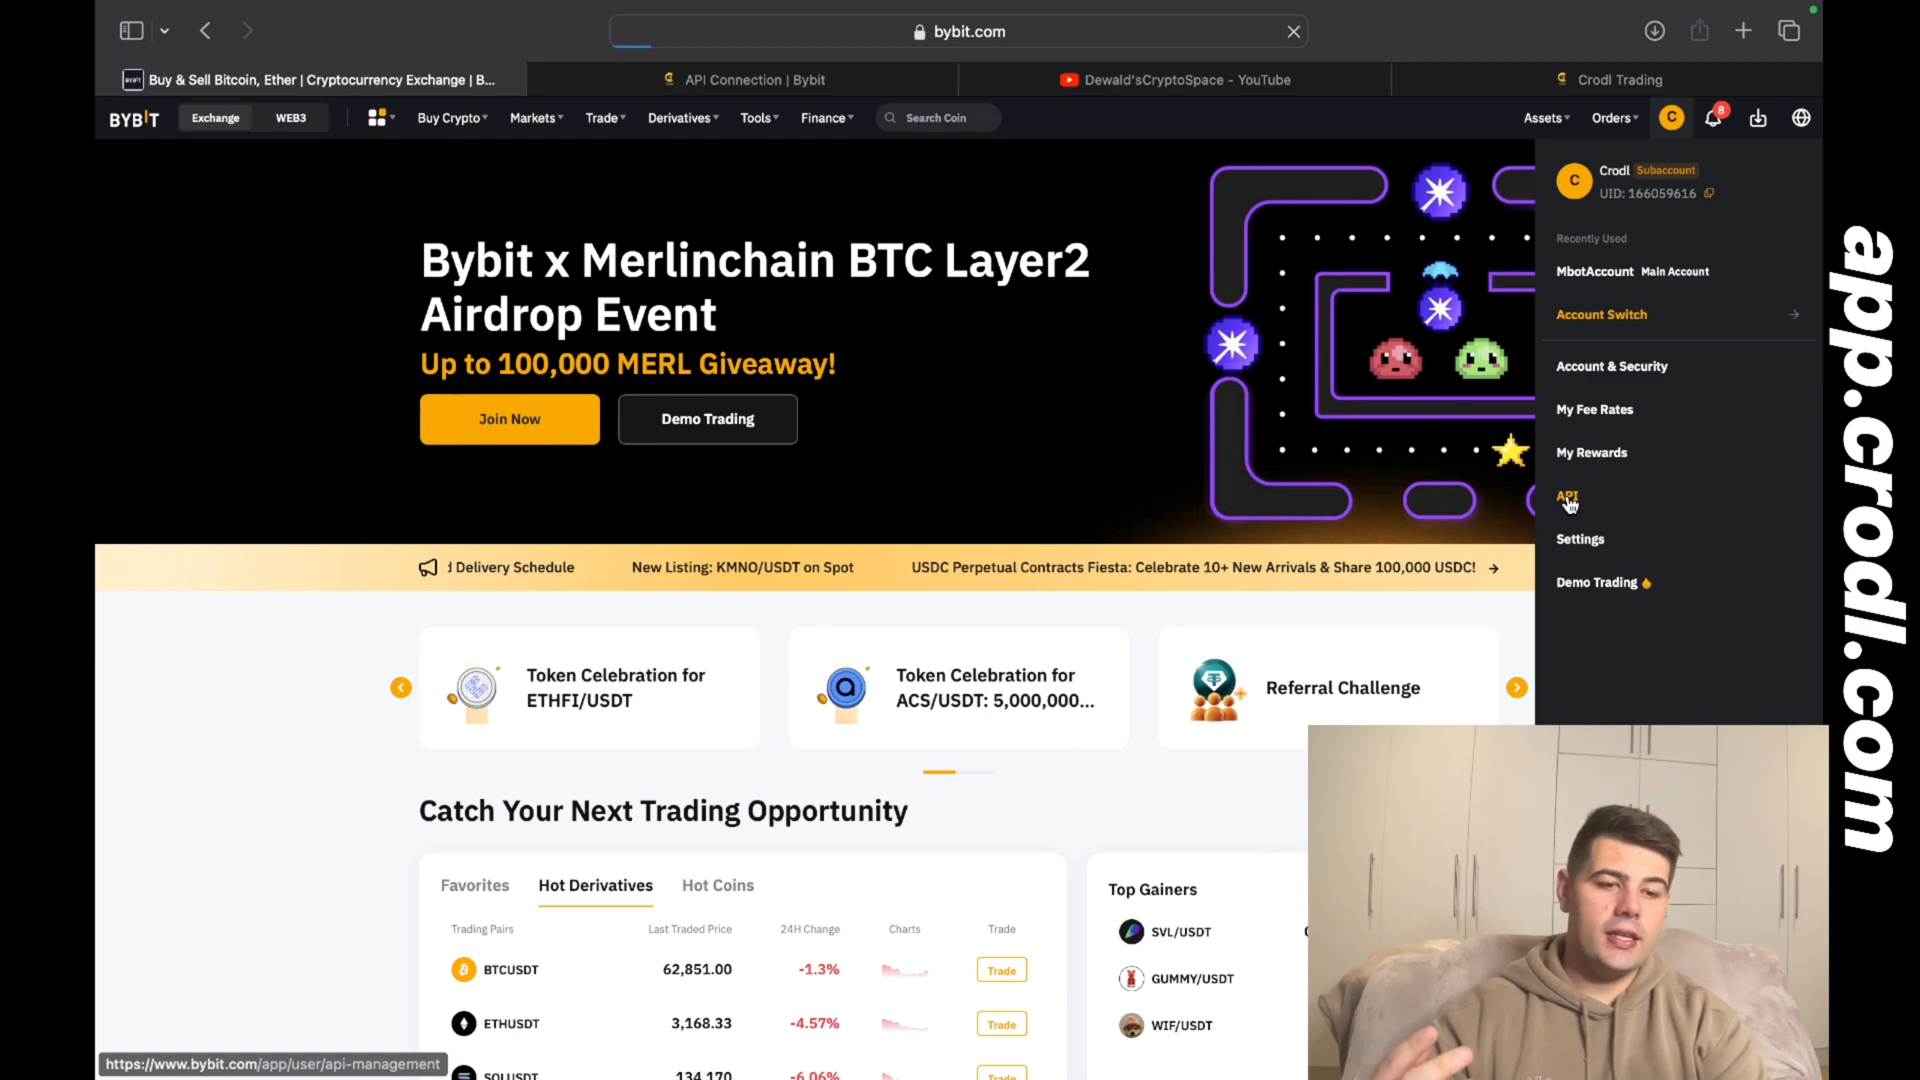 bybit.com
Buy & Sell Bitcoin, Ether | Cryptocurrency Exchange | B...
API Connection | Bybit
Dewald'sCryptoSpace - YouTube
Crodl Trading
BYBIT
Exchange
WEB3
Buy Crypto
Markets
Trade
Derivatives
Tools
Finance
Search Coin
Assets
Orders
C
8
C
Crodl Subaccount
UID: 166059616
Recently Used
MbotAccount Main Account
Account Switch
Account & Security
My Fee Rates
My Rewards
API
Settings
Demo Trading
Bybit x Merlinchain BTC Layer2
Airdrop Event
Up to 100,000 MERL Giveaway!
Join Now
Demo Trading
d Delivery Schedule
New Listing: KMNO/USDT on Spot
USDC Perpetual Contracts Fiesta: Celebrate 10+ New Arrivals & Share 100,000 USDC!
Token Celebration for
ETHFI/USDT
Token Celebration for
ACS/USDT: 5,000,000...
Referral Challenge
Catch Your Next Trading Opportunity
Favorites
Hot Derivatives
Hot Coins
Trading Pairs
Last Traded Price
24H Change
Charts
Trade
BTCUSDT
62,851.00
-1.3%
Trade
ETHUSDT
3,168.33
-4.57%
Trade
SOLUSDT
134.170
-6.06%
Trade
Top Gainers
SVL/USDT
GUMMY/USDT
WIF/USDT
https://www.bybit.com/app/user/api-management
app.crodl.com